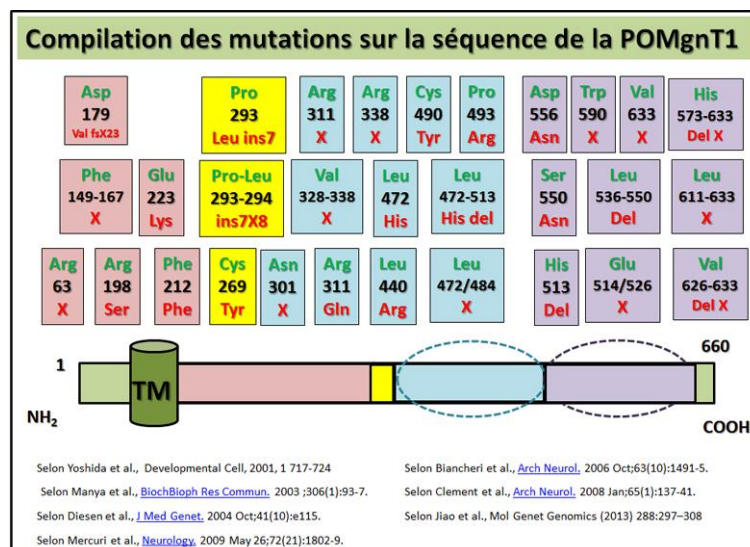 Compilation des mutations sur la séquence de la POMgnT1
Asp
179
Val fsX23
Pro
293
Leu ins7
Arg
311
X
Arg
338
X
Cys
490
Tyr
Pro
493
Arg
Asp
556
Asn
Trp
590
X
Val
633
X
His
573-633
Del X
Phe
149-167
X
Glu
223
Lys
Pro-Leu
293-294
ins7X8
Val
328-338
X
Leu
472
His
Leu
472-513
His del
Ser
550
Asn
Leu
536-550
Del
Leu
611-633
X
Arg
63
X
Arg
198
Ser
Phe
212
Phe
Cys
269
Tyr
Asn
301
X
Arg
311
Gln
Leu
440
Arg
Leu
472/484
X
His
513
Del
Glu
514/526
X
Val
626-633
Del X
1
660
TM
NH2
COOH
Selon Yoshida et al., Developmental Cell, 2001, 1 717-724
Selon Manya et al., BiochBioph Res Commun. 2003 ;306(1):93-7.
Selon Diesen et al., J Med Genet. 2004 Oct;41(10):e115.
Selon Mercuri et al., Neurology. 2009 May 26;72(21):1802-9.
Selon Biancheri et al., Arch Neurol. 2006 Oct;63(10):1491-5.
Selon Clement et al., Arch Neurol. 2008 Jan;65(1):137-41.
Selon Jiao et al., Mol Genet Genomics (2013) 288:297–308